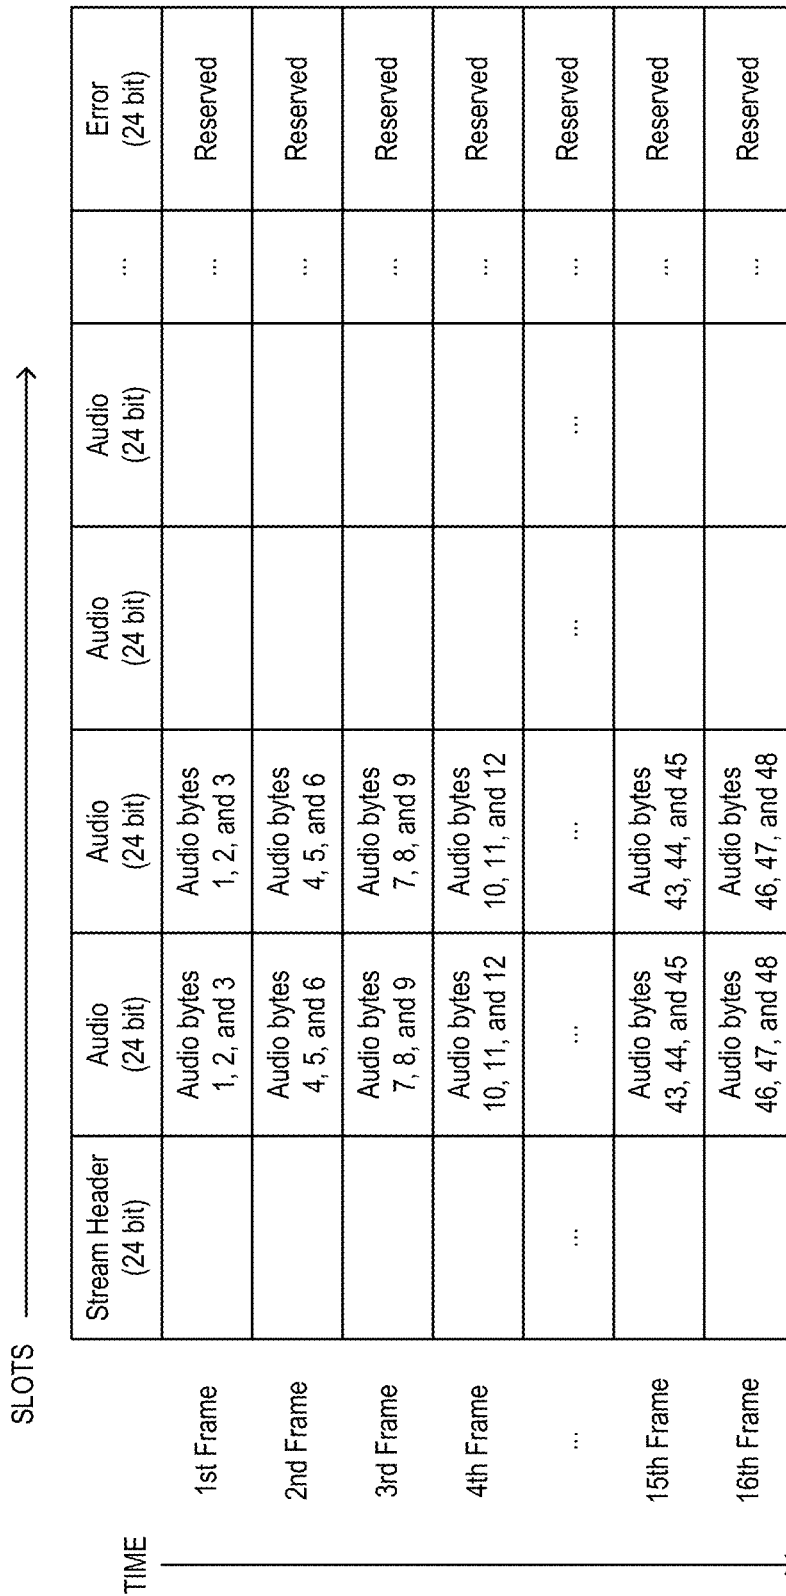 SLOTS
TIME
Stream Header
(24 bit)
Audio
(24 bit)
Audio
(24 bit)
Audio
(24 bit)
Audio
(24 bit)
...
Error
(24 bit)
1st Frame
Audio bytes
1, 2, and 3
Audio bytes
1, 2, and 3
...
Reserved
2nd Frame
Audio bytes
4, 5, and 6
Audio bytes
4, 5, and 6
...
Reserved
3rd Frame
Audio bytes
7, 8, and 9
Audio bytes
7, 8, and 9
...
Reserved
4th Frame
Audio bytes
10, 11, and 12
Audio bytes
10, 11, and 12
...
Reserved
...
...
...
...
...
...
...
Reserved
15th Frame
Audio bytes
43, 44, and 45
Audio bytes
43, 44, and 45
...
Reserved
16th Frame
Audio bytes
46, 47, and 48
Audio bytes
46, 47, and 48
...
Reserved